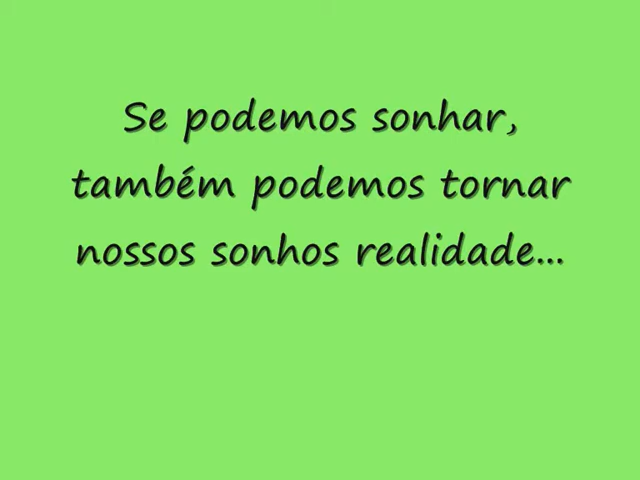 Se podemos sonhar,
também podemos tornar
nossos sonhos realidade...